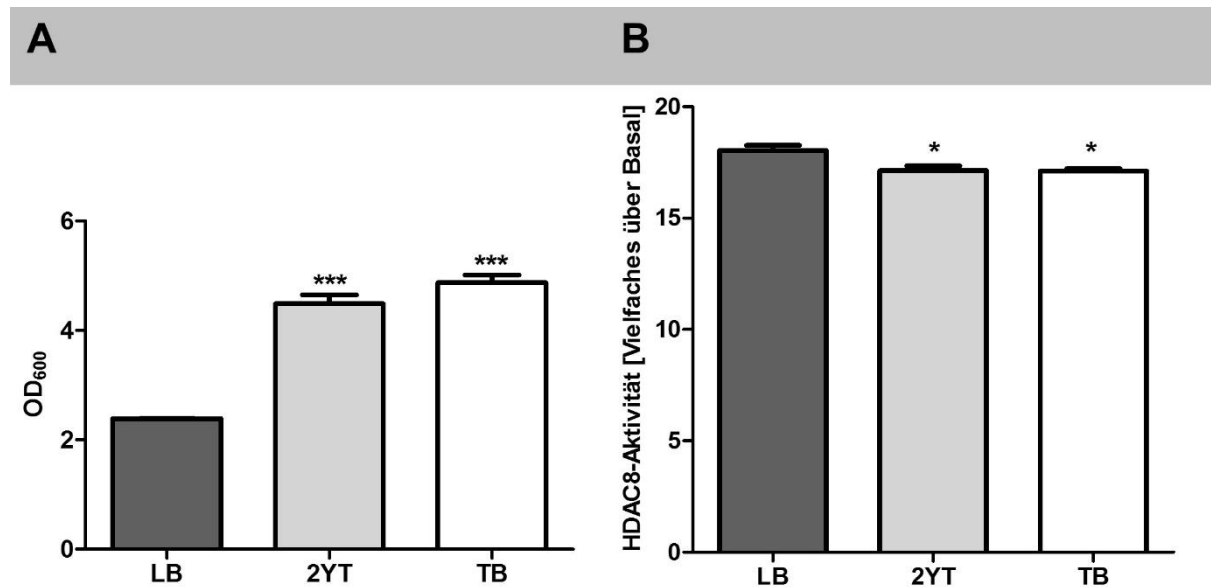 A
B
OD600
6
4
2
0
***
***
LB
2YT
TB
HDAC8-Aktivität [Vielfaches über Basal]
20
15
10
5
0
*
*
LB
2YT
TB